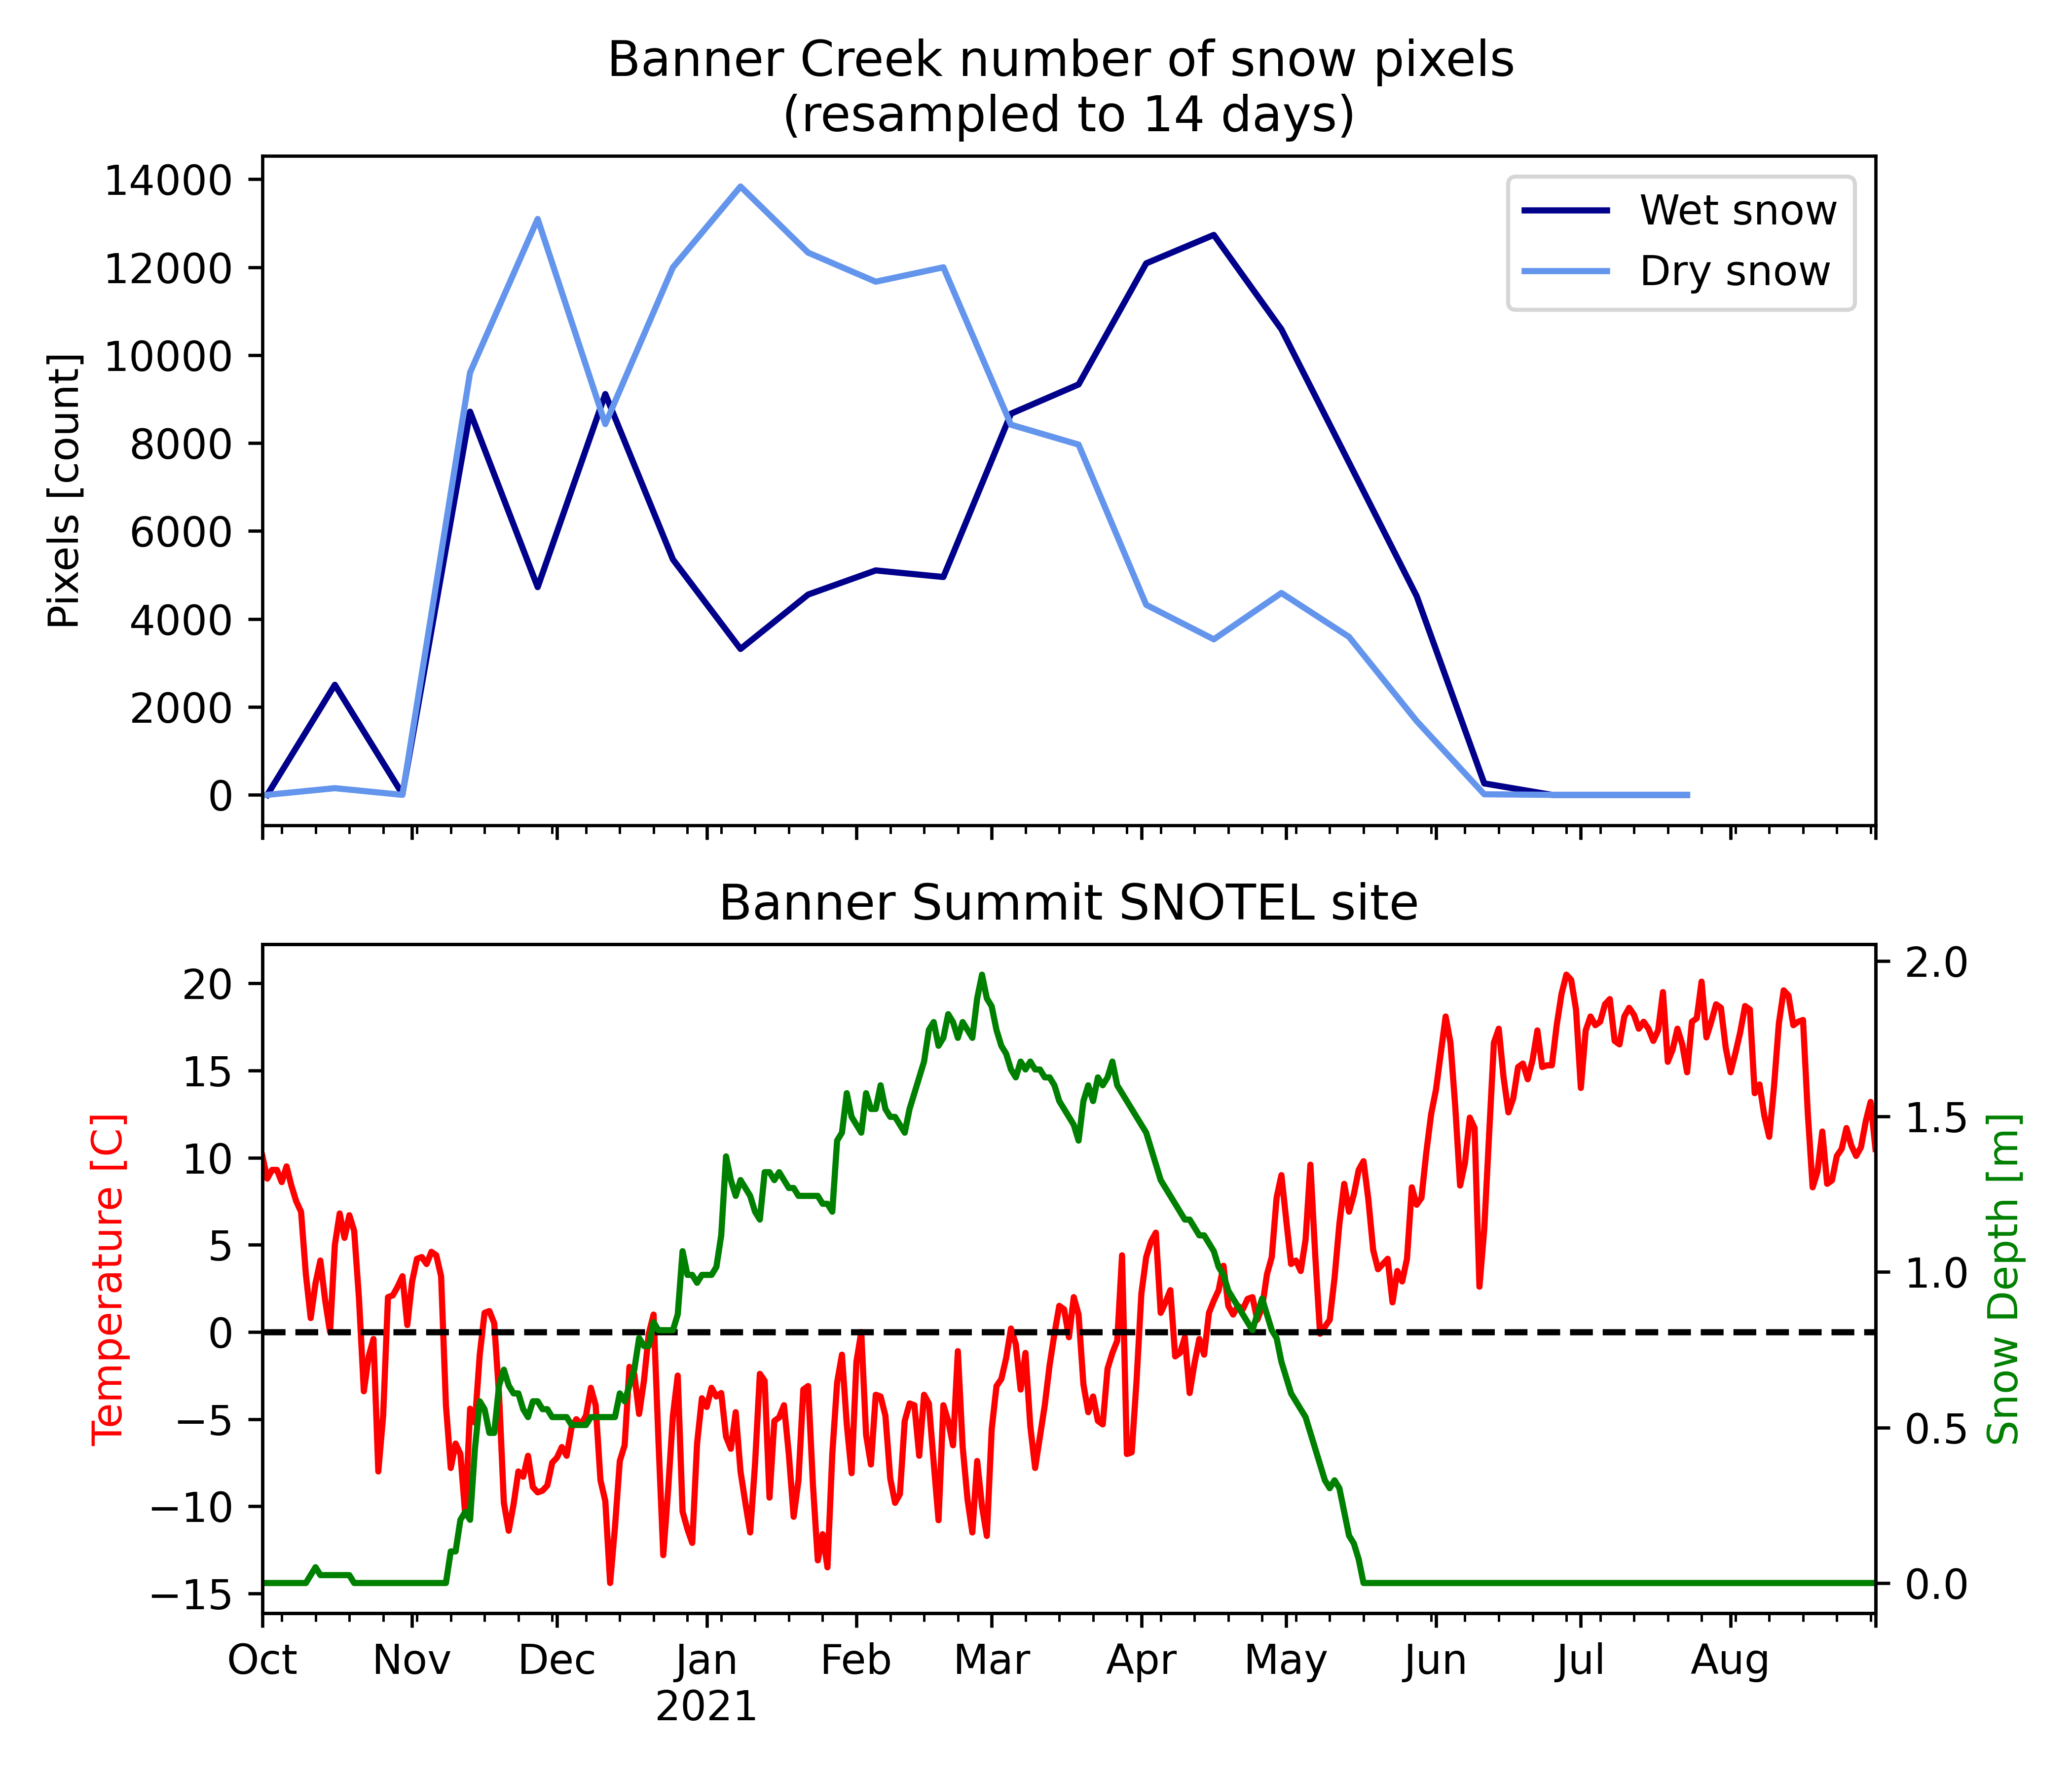 Banner Creek number of snow pixels
(resampled to 14 days)
14000
12000
10000
8000
6000
4000
2000
0
Pixels [count]
Wet snow
Dry snow
Banner Summit SNOTEL site
20
15
10
5
0
−5
−10
−15
Temperature [C]
2.0
1.5
1.0
0.5
0.0
Snow Depth [m]
Oct Nov Dec Jan Feb Mar Apr May Jun Jul Aug
2021